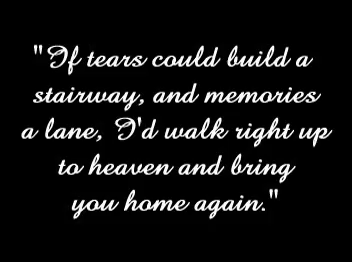 "If tears could build a
stairway, and memories
a lane, I'd walk right up
to heaven and bring
you home again."